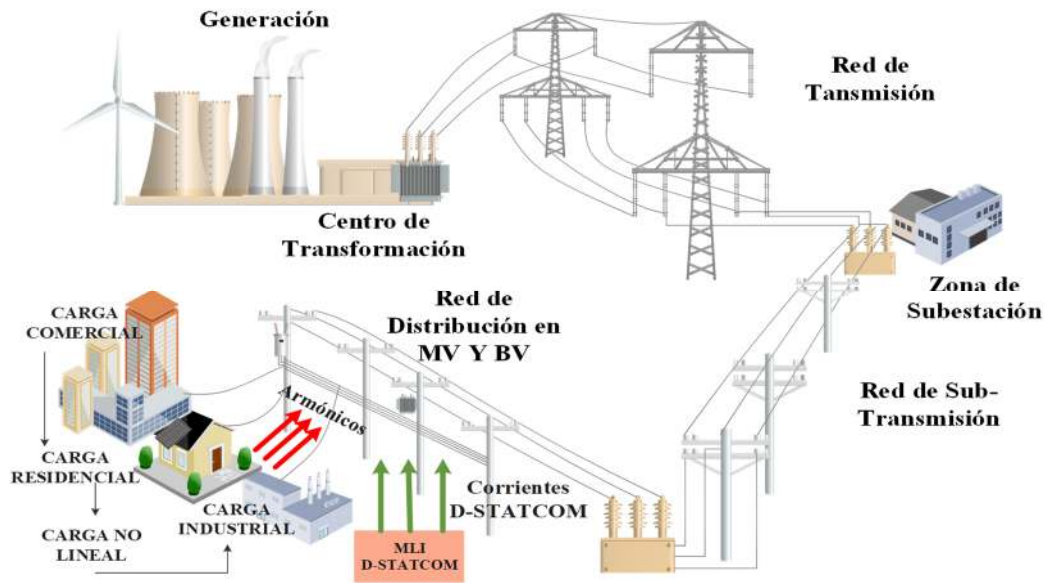 Generación
Red de
Tansmisión
Centro de
Transformación
Zona de
Subestación
Red de
Distribución en
MV Y BV
CARGA
COMERCIAL
Red de Sub-
Transmisión
Armónicos
CARGA
RESIDENCIAL
Corrientes
D-STATCOM
CARGA
INDUSTRIAL
CARGA NO
LINEAL
MLI
D-STATCOM